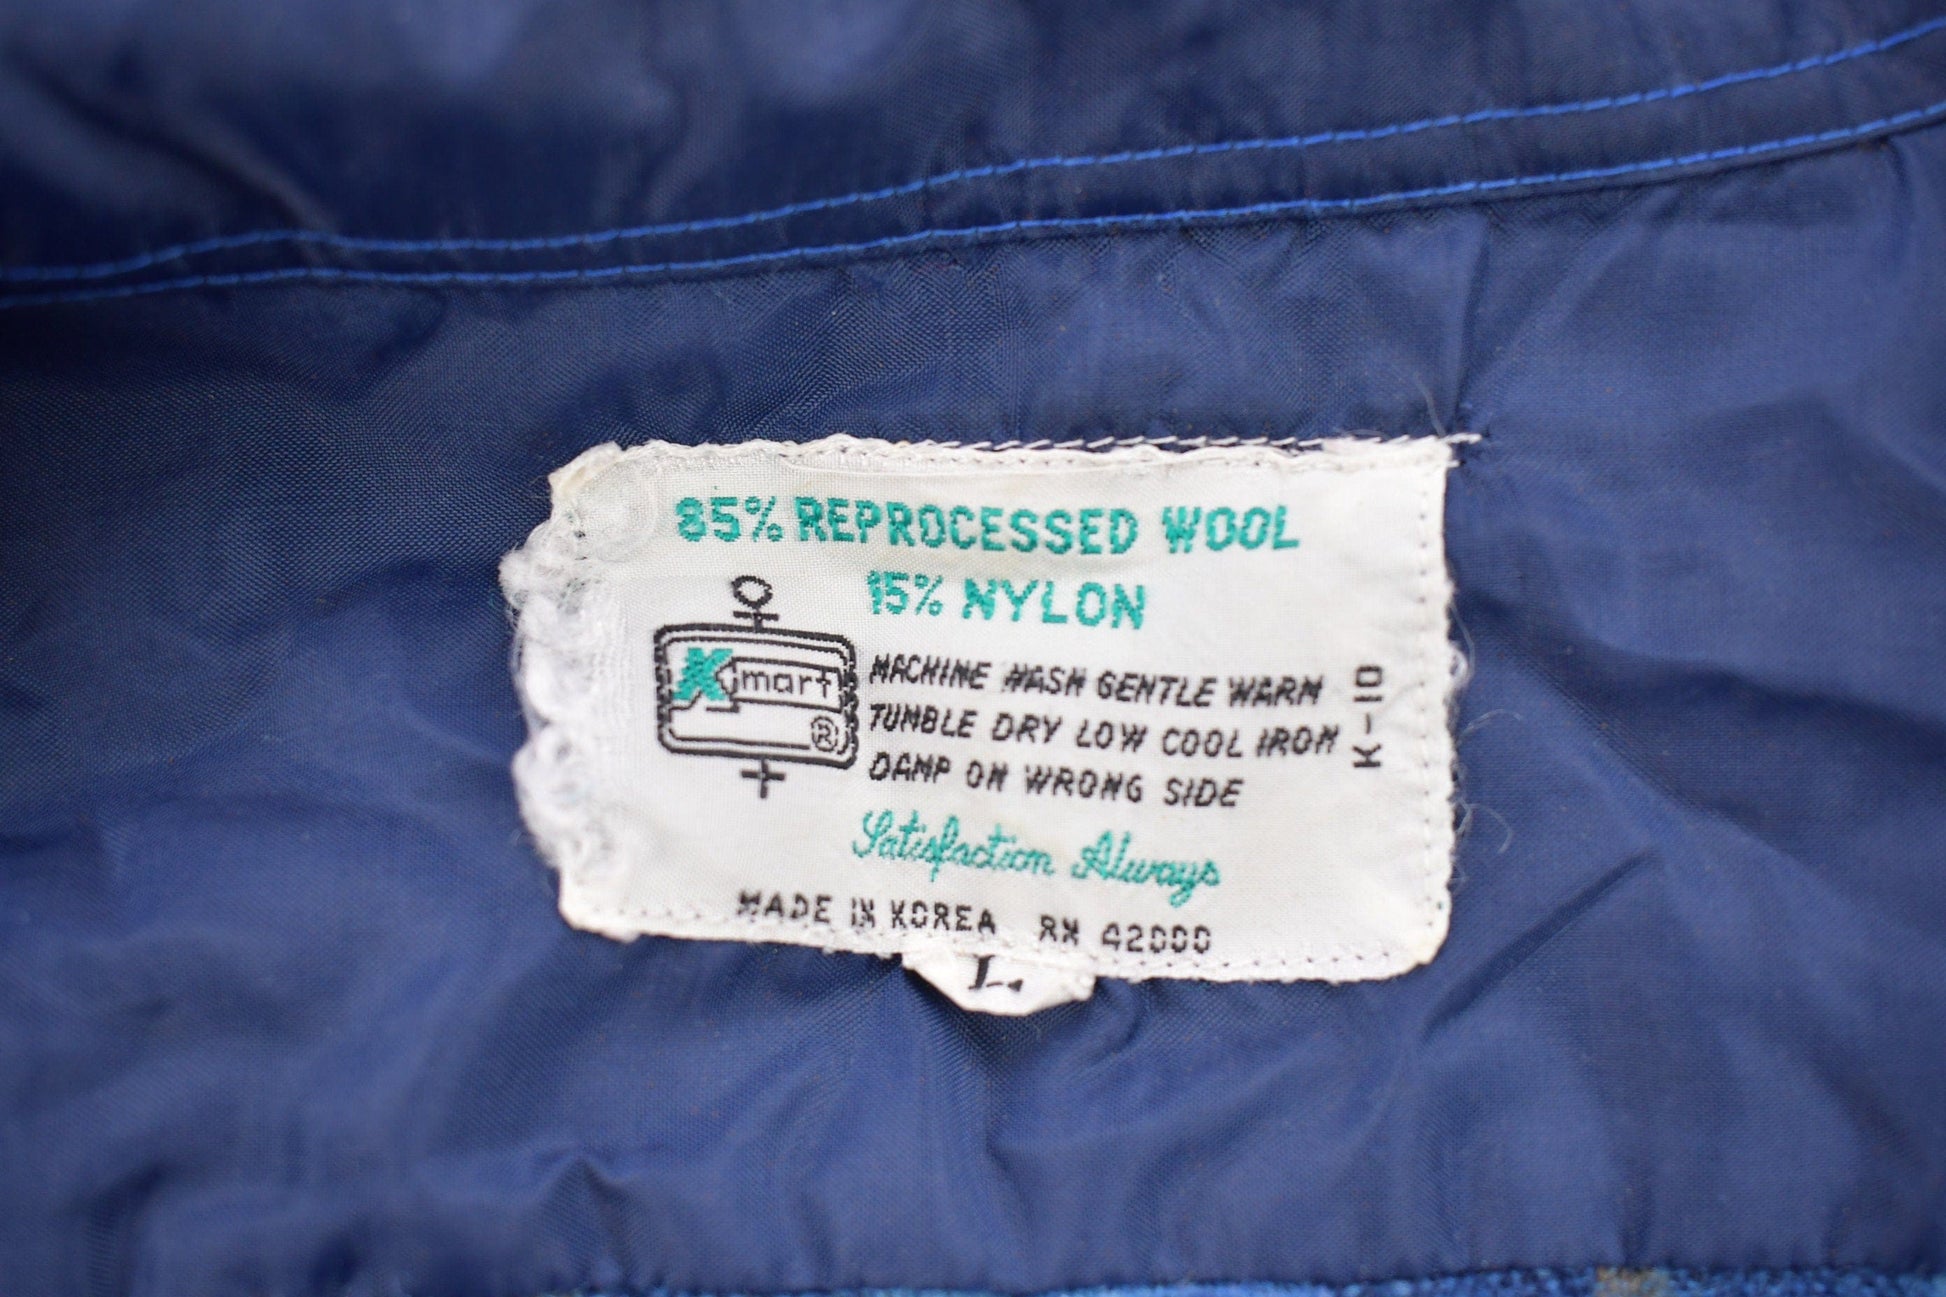 85% REPROCESSED WOOL
15% NYLON
Kmart ®
MACHINE WASH GENTLE WARM
TUMBLE DRY LOW COOL IRON
DAMP ON WRONG SIDE
K-10
Satisfaction Always
MADE IN KOREA RN 42000
L